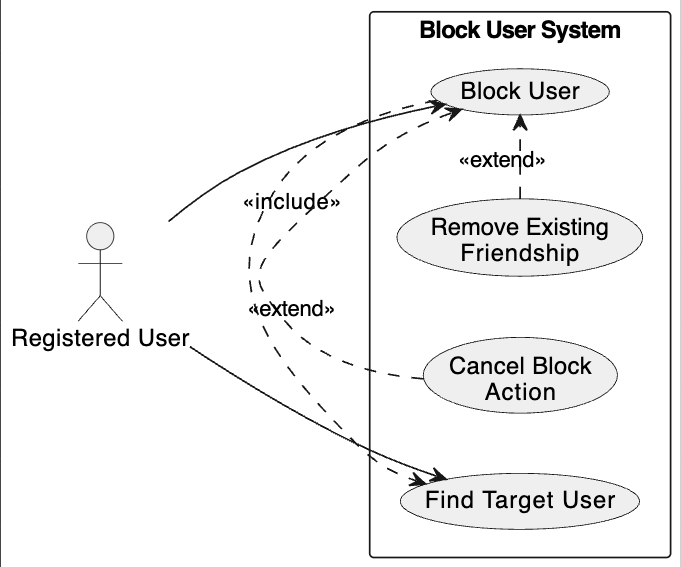 Block User System
Block User
«extend»
«include»
Remove Existing
Friendship
«extend»
Registered User
Cancel Block
Action
Find Target User